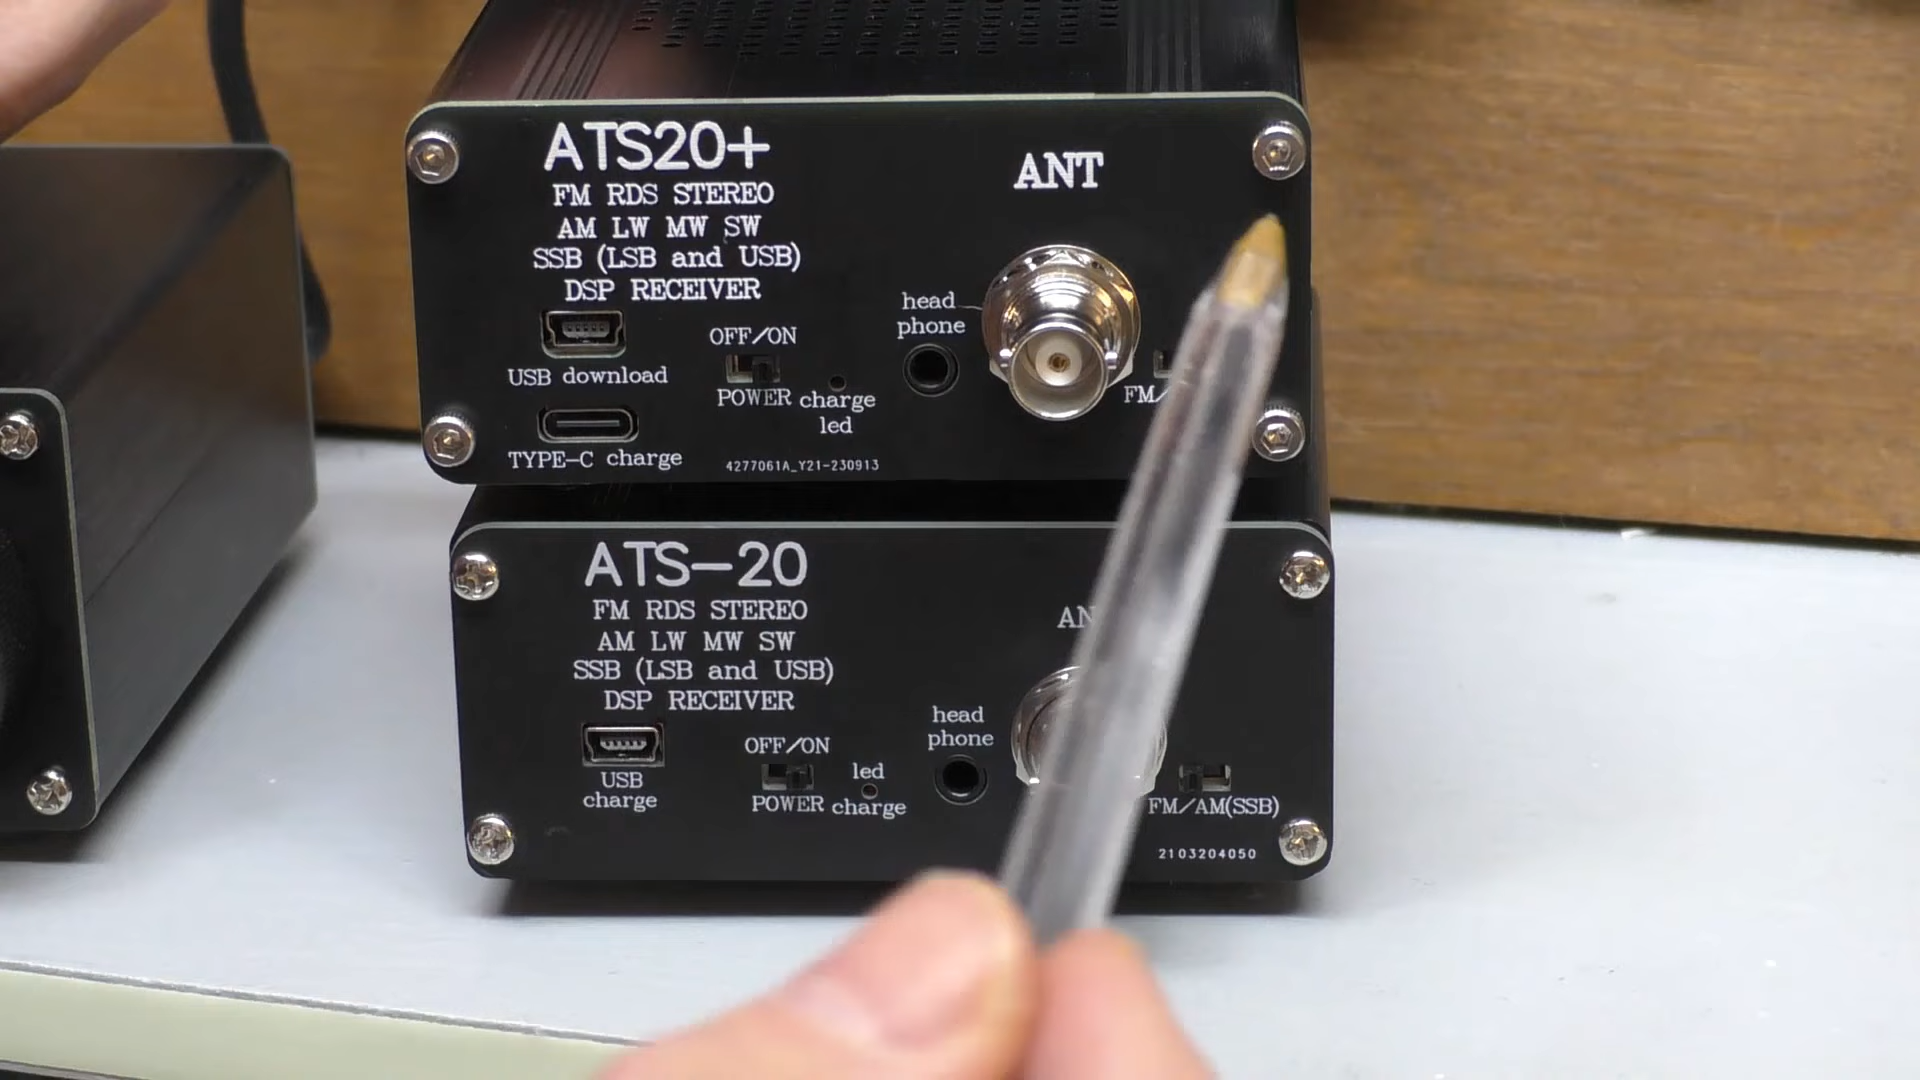 ATS20+
FM RDS STEREO
AM LW MW SW
SSB (LSB and USB)
DSP RECEIVER
ANT
head
phone
OFF/ON
USB download
POWER
charge
led
FM/
TYPE-C charge
4277061A_Y21-230913
ATS-20
FM RDS STEREO
AM LW MW SW
SSB (LSB and USB)
DSP RECEIVER
AN
head
phone
OFF/ON
led
USB
charge
POWER
charge
FM/AM(SSB)
2103204050